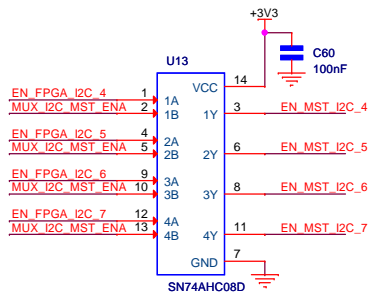 +3V3
U13
C60
100nF
VCC 14
EN_FPGA_I2C_4 1 1A 1Y 3 EN_MST_I2C_4
MUX_I2C_MST_ENA 2 1B
EN_FPGA_I2C_5 4 2A 2Y 6 EN_MST_I2C_5
MUX_I2C_MST_ENA 5 2B
EN_FPGA_I2C_6 9 3A 3Y 8 EN_MST_I2C_6
MUX_I2C_MST_ENA 10 3B
EN_FPGA_I2C_7 12 4A 4Y 11 EN_MST_I2C_7
MUX_I2C_MST_ENA 13 4B
GND 7
SN74AHC08D